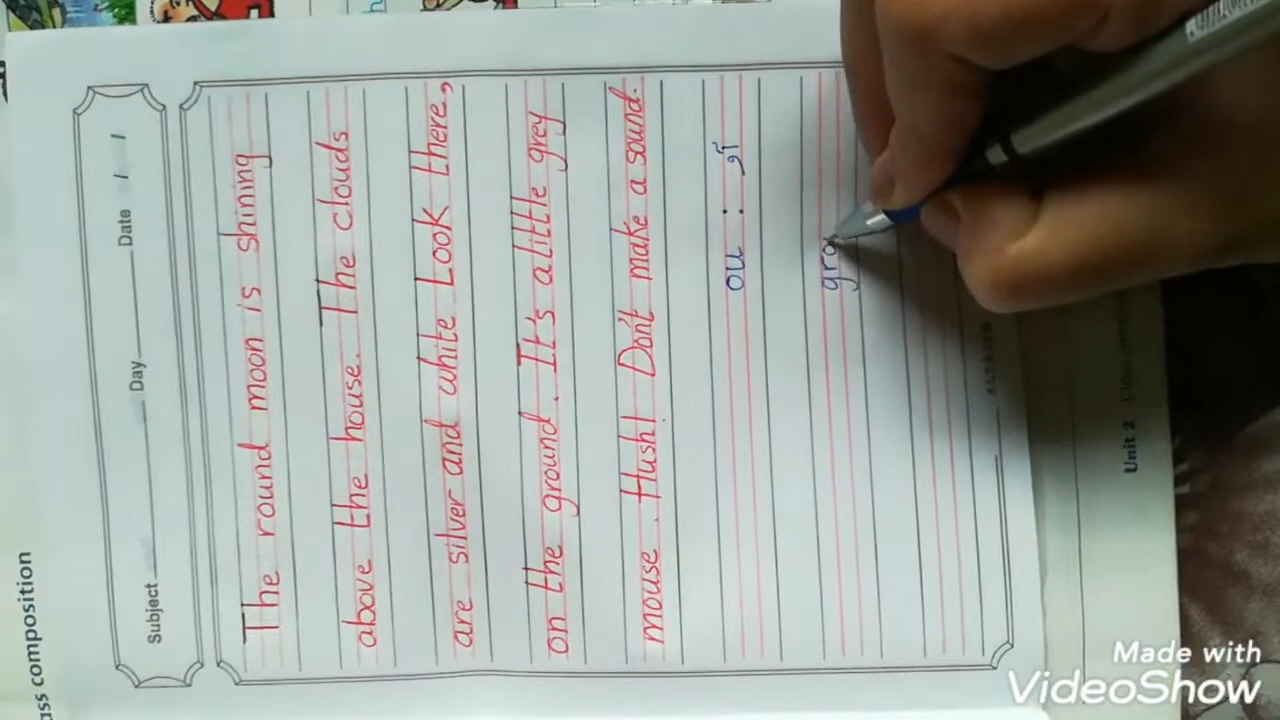 ass composition
Subject Day Date / /
The round moon is shining
above the house. The clouds
are silver and white Look there,
on the ground. It's a little grey
mouse. Hush! Don't make a sound.
ou : آو
gro
Unit 2
Made with
VideoShow